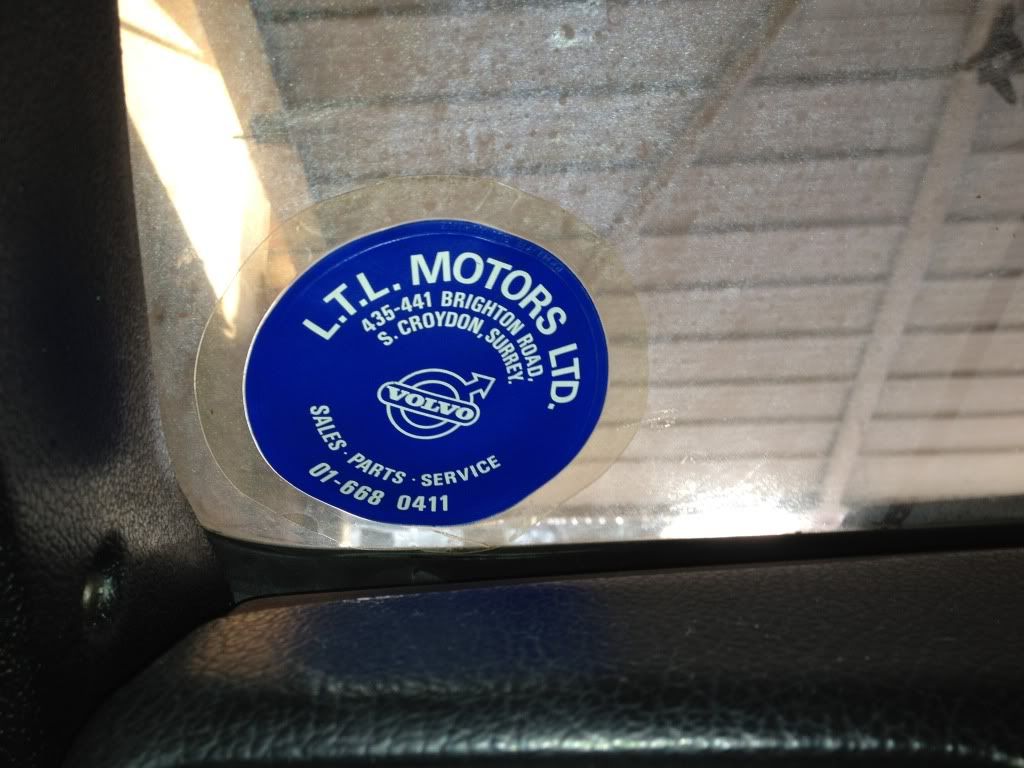 L.T.L. MOTORS LTD.
435-441 BRIGHTON ROAD,
S. CROYDON, SURREY.
VOLVO
SALES · PARTS · SERVICE
01-668 0411